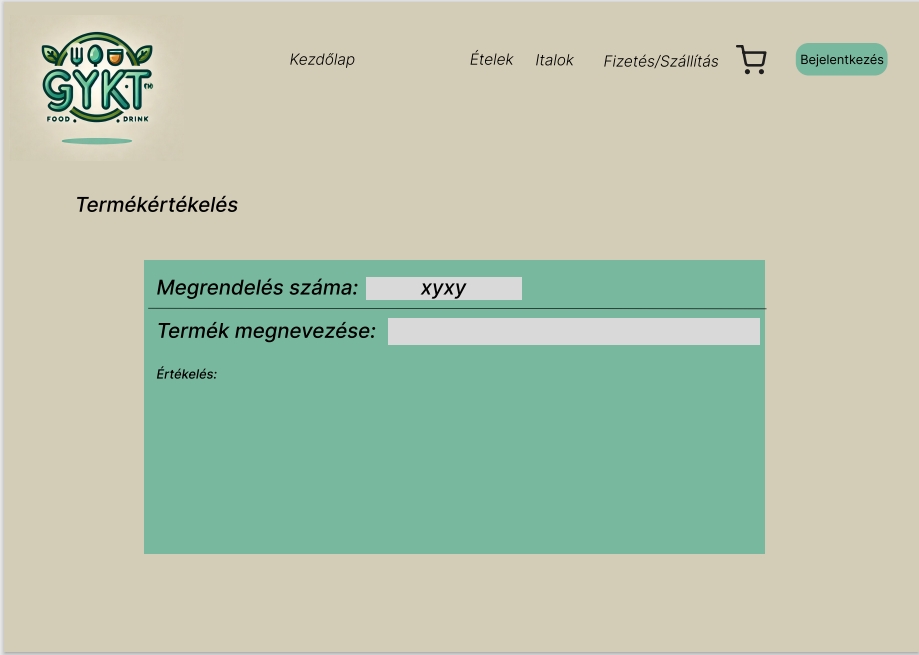 GYKT
FOOD DRINK
Kezdőlap
Ételek
Italok
Fizetés/Szállítás
Bejelentkezés
Termékértékelés
Megrendelés száma: xyxy
Termék megnevezése:
Értékelés: